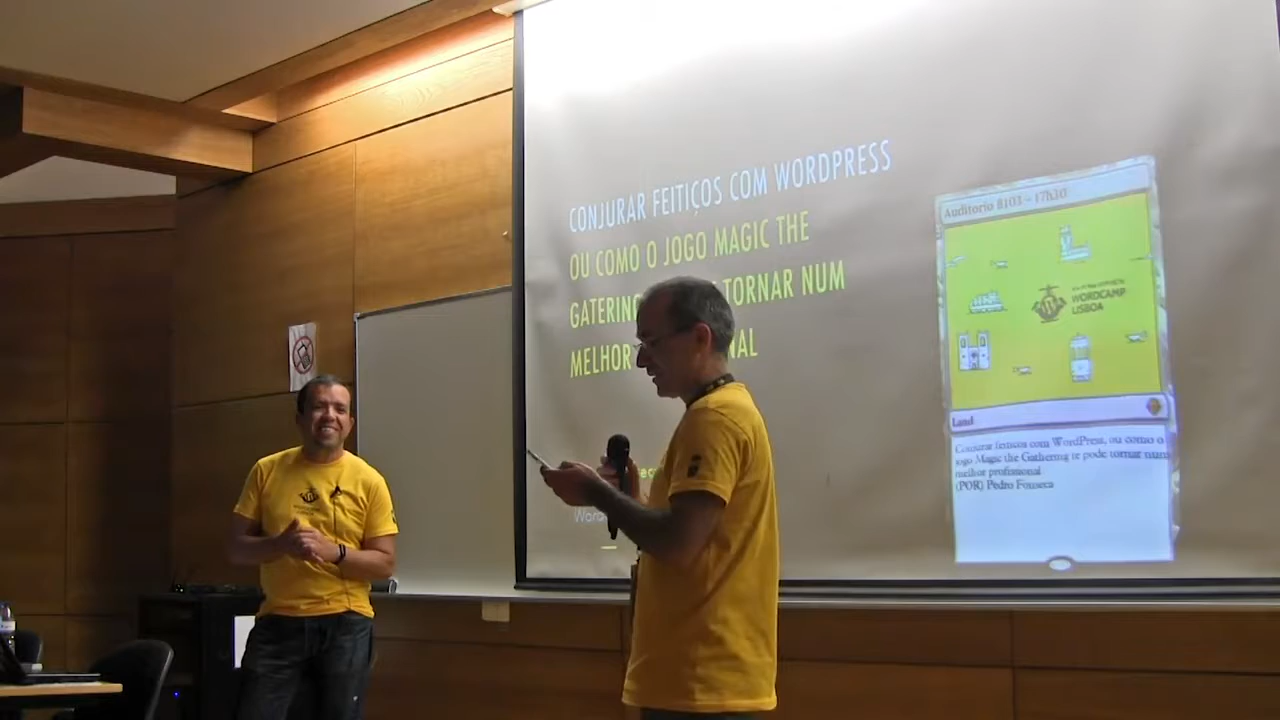 CONJURAR FEITIÇOS COM WORDPRESS
OU COMO O JOGO MAGIC THE
GATERING TORNAR NUM
MELHOR
Auditorio B103 - 17h30
WORDCAMP
LISBOA
Land
Conjurar feitiços com WordPress, ou como o
jogo Magic the Gathering te pode tornar num
melhor profissional
(POR) Pedro Fonseca